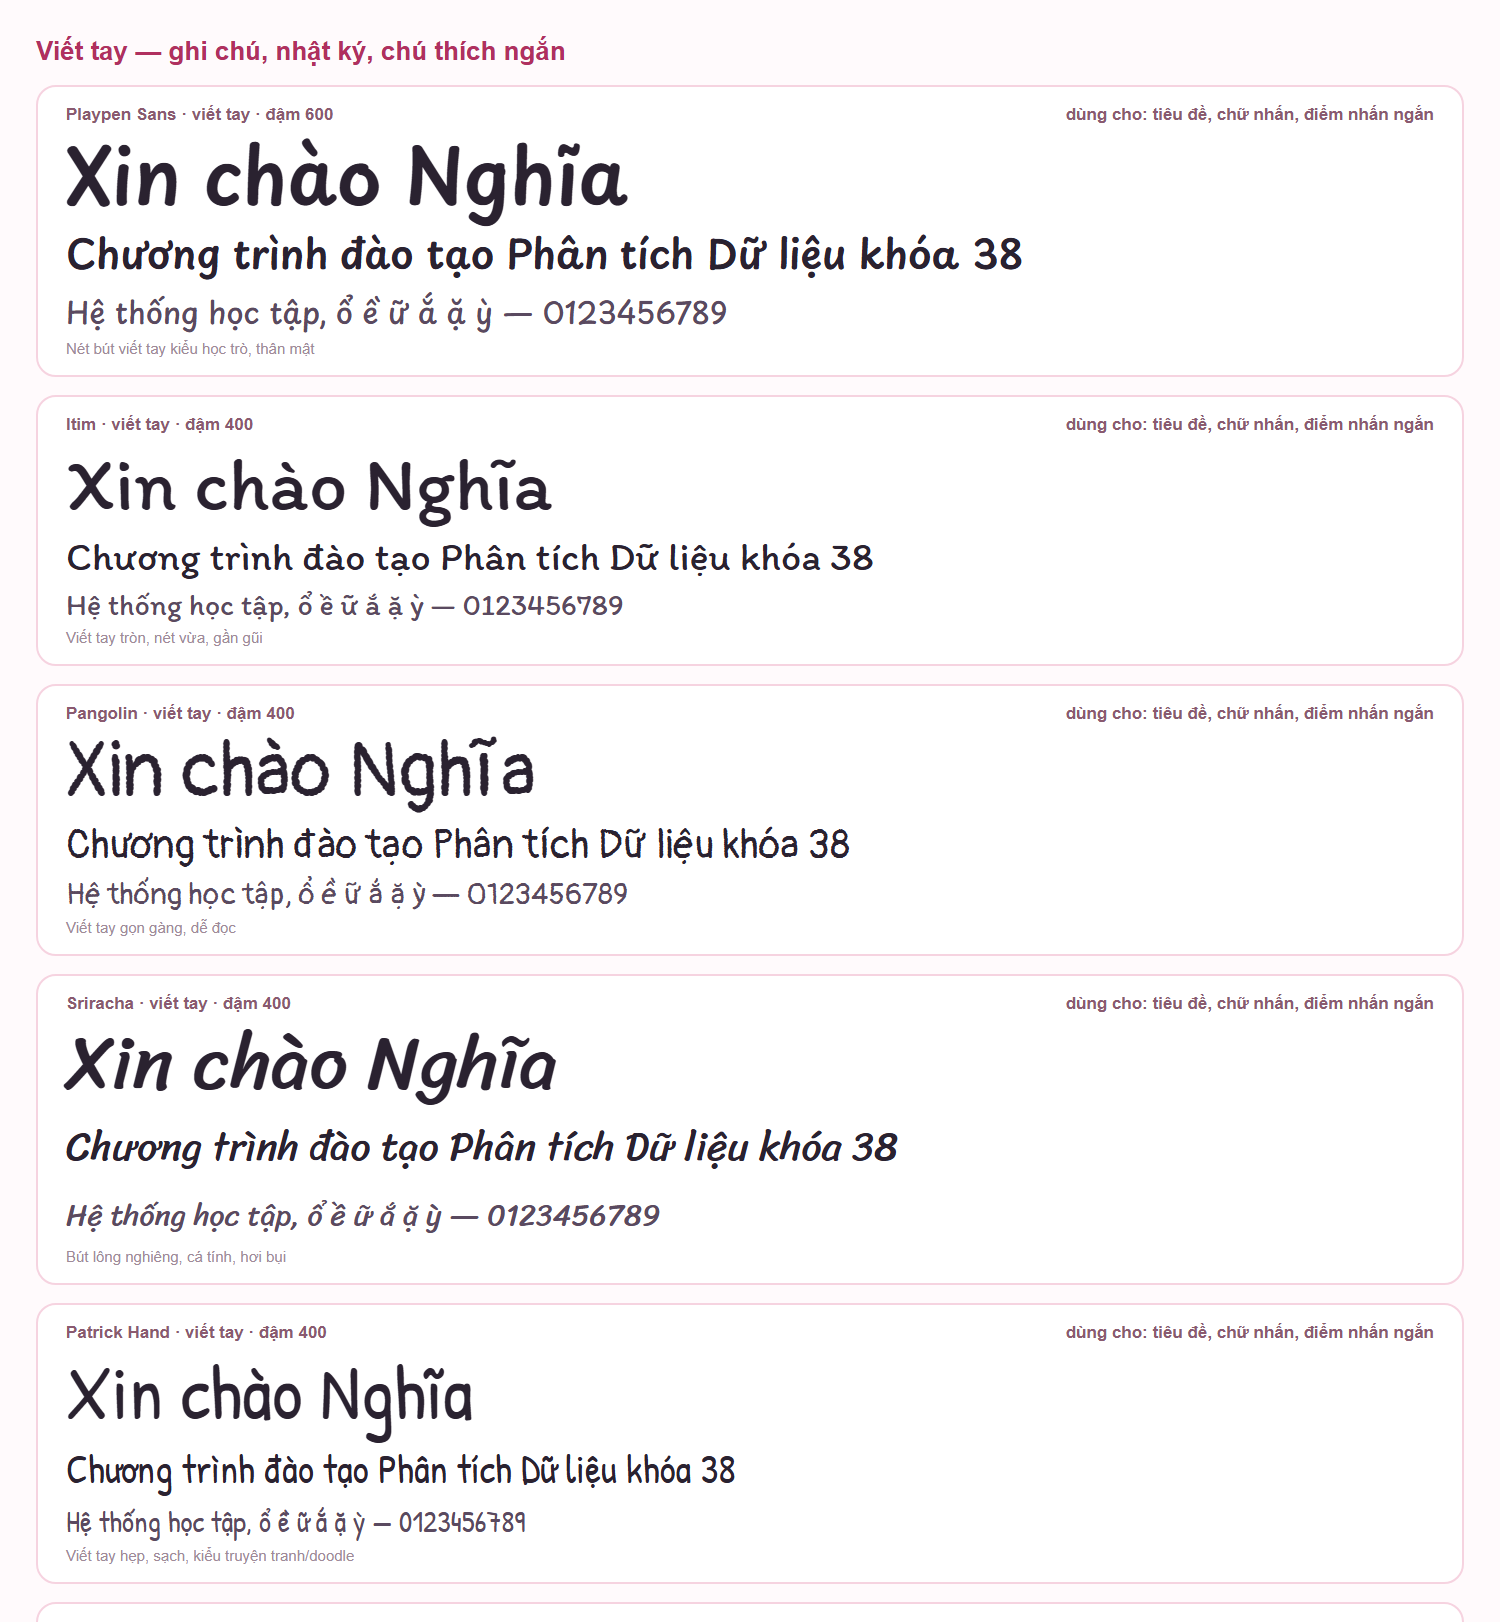 Viết tay — ghi chú, nhật ký, chú thích ngắn
Playpen Sans · viết tay · đậm 600
dùng cho: tiêu đề, chữ nhấn, điểm nhấn ngắn
Xin chào Nghĩa
Chương trình đào tạo Phân tích Dữ liệu khóa 38
Hệ thống học tập, ổ ề ữ ắ ặ ỳ — 0123456789
Nét bút viết tay kiểu học trò, thân mật
Itim · viết tay · đậm 400
dùng cho: tiêu đề, chữ nhấn, điểm nhấn ngắn
Xin chào Nghĩa
Chương trình đào tạo Phân tích Dữ liệu khóa 38
Hệ thống học tập, ổ ề ữ ắ ặ ỳ — 0123456789
Viết tay tròn, nét vừa, gần gũi
Pangolin · viết tay · đậm 400
dùng cho: tiêu đề, chữ nhấn, điểm nhấn ngắn
Xin chào Nghĩa
Chương trình đào tạo Phân tích Dữ liệu khóa 38
Hệ thống học tập, ổ ề ữ ắ ặ ỳ — 0123456789
Viết tay gọn gàng, dễ đọc
Sriracha · viết tay · đậm 400
dùng cho: tiêu đề, chữ nhấn, điểm nhấn ngắn
Xin chào Nghĩa
Chương trình đào tạo Phân tích Dữ liệu khóa 38
Hệ thống học tập, ổ ề ữ ắ ặ ỳ — 0123456789
Bút lông nghiêng, cá tính, hơi bụi
Patrick Hand · viết tay · đậm 400
dùng cho: tiêu đề, chữ nhấn, điểm nhấn ngắn
Xin chào Nghĩa
Chương trình đào tạo Phân tích Dữ liệu khóa 38
Hệ thống học tập, ổ ề ữ ắ ặ ỳ — 0123456789
Viết tay hẹp, sạch, kiểu truyện tranh/doodle